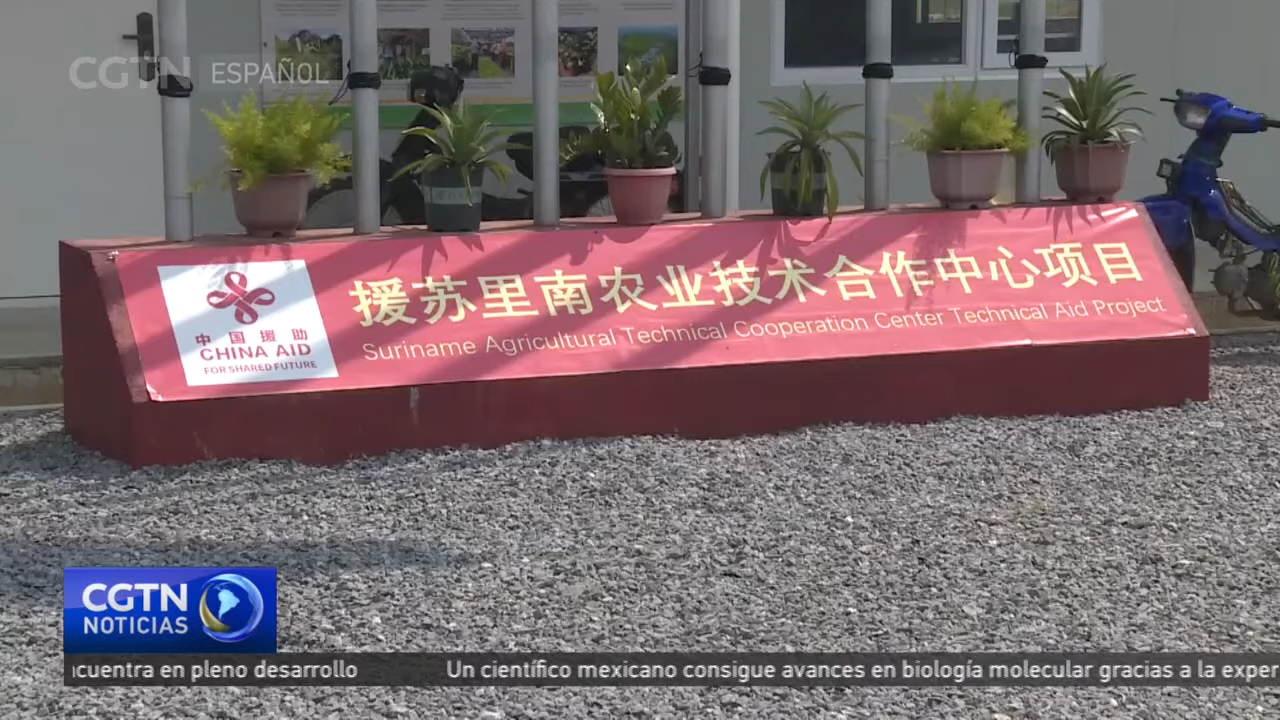 CGTN ESPAÑOL
援苏里南农业技术合作中心项目
Suriname Agricultural Technical Cooperation Center Technical Aid Project
中国援助
CHINA AID
FOR SHARED FUTURE
CGTN
NOTICIAS
ncuentra en pleno desarrollo Un científico mexicano consigue avances en biología molecular gracias a la exper